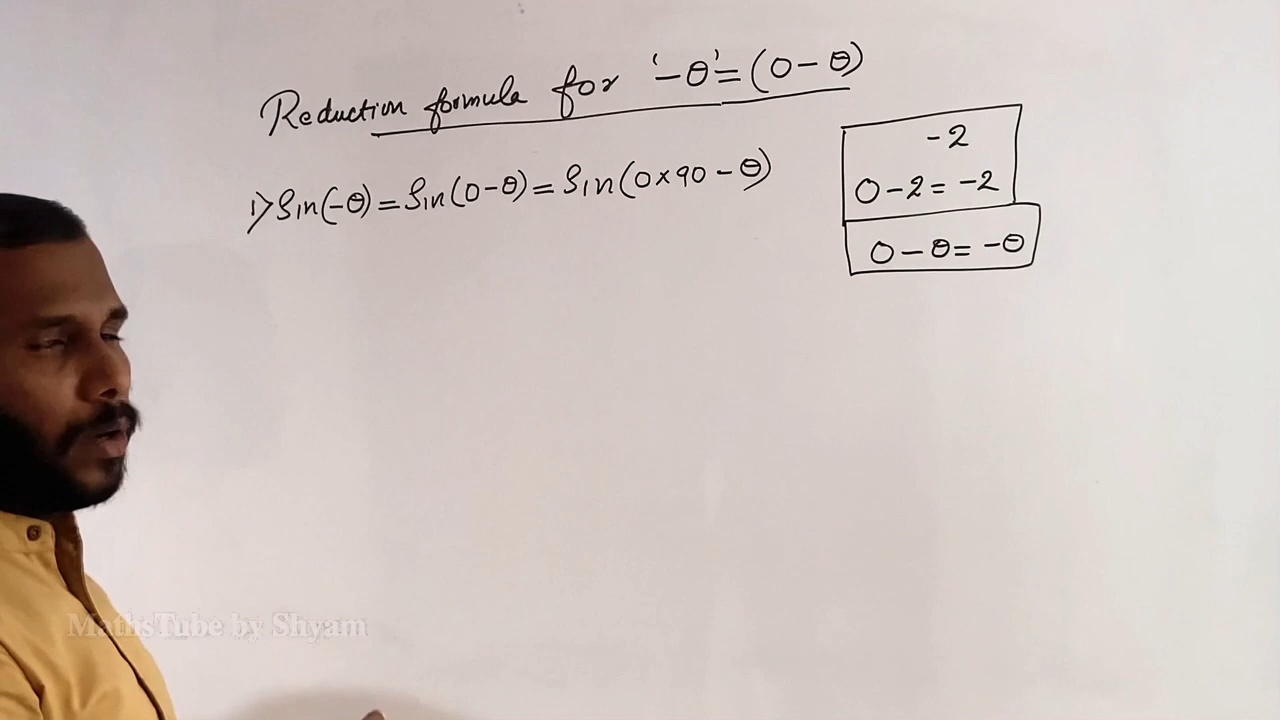 Reduction formula for '-θ' = (0 - θ)
1) Sin(-θ) = Sin(0-θ) = Sin(0×90 - θ)
-2
0 - 2 = -2
0 - θ = -θ
MathsTube by Shyam